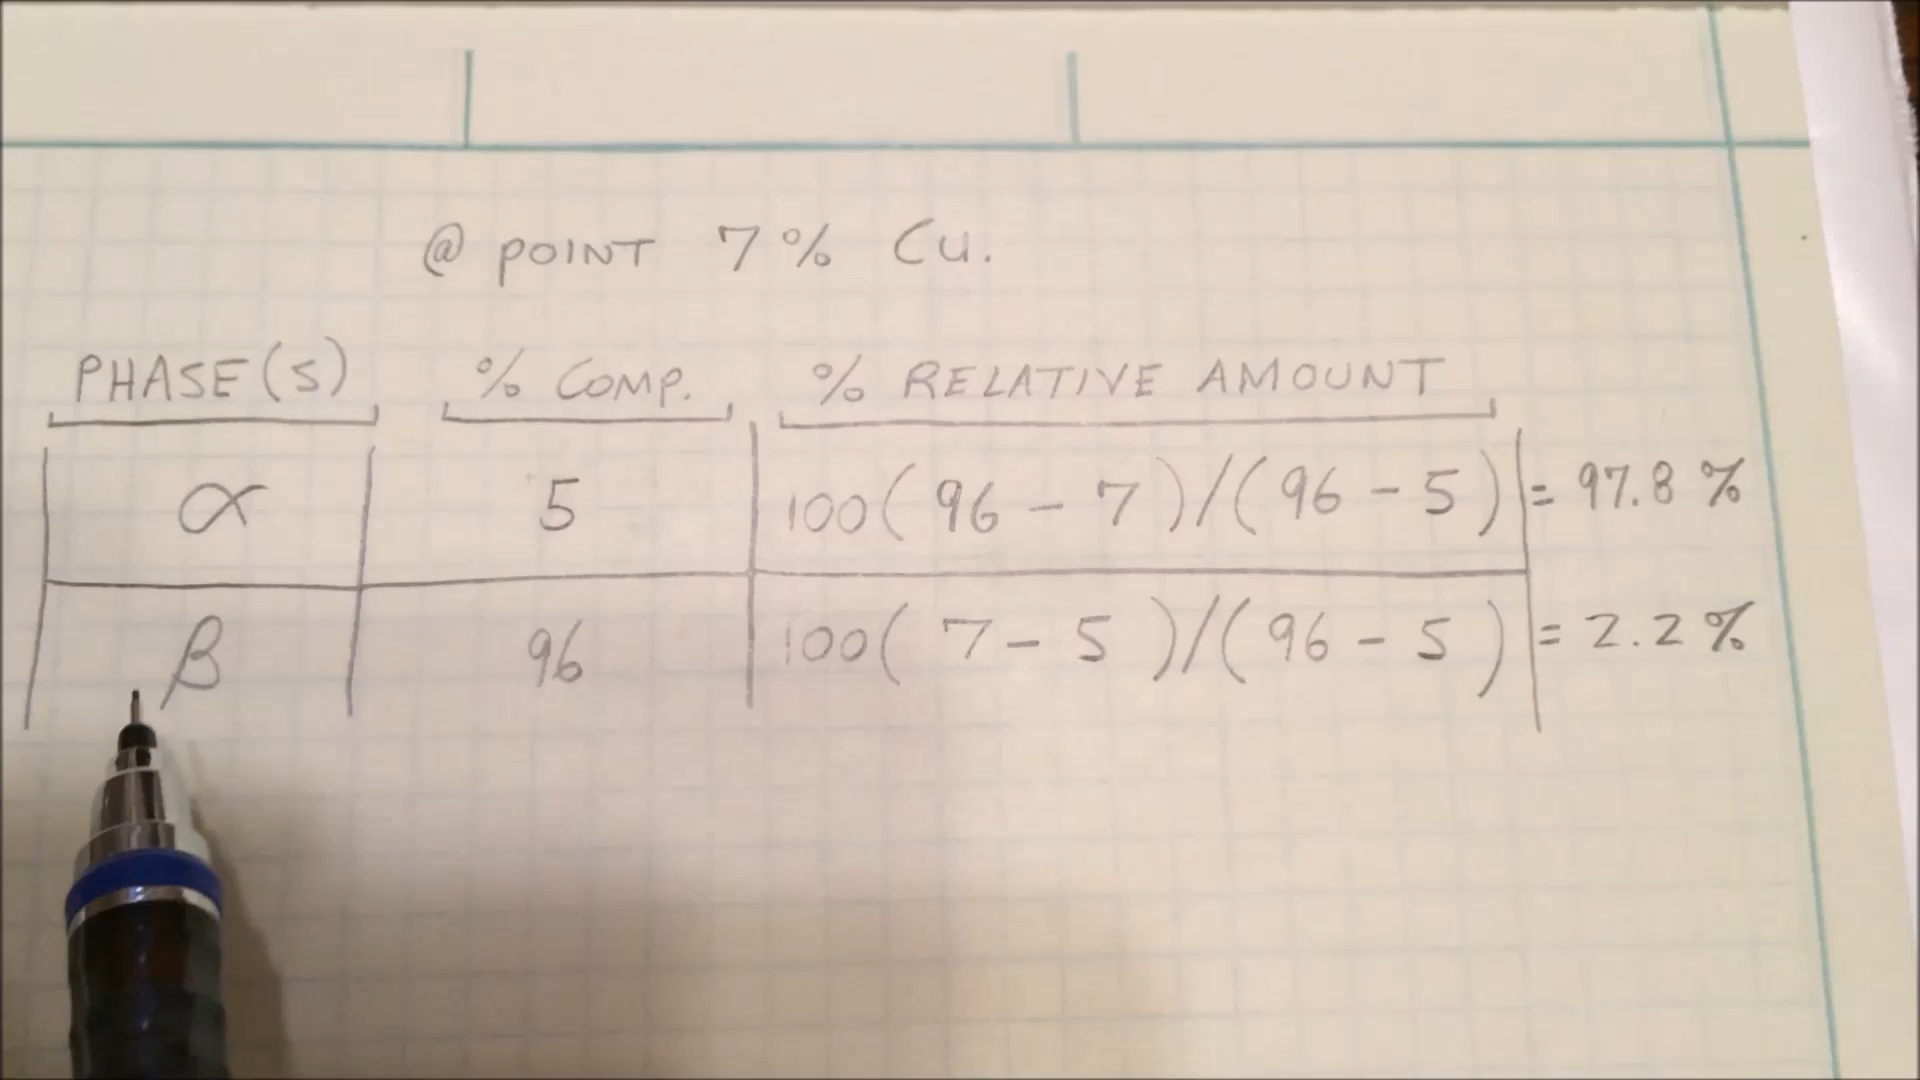 @ POINT 7% Cu.
PHASE(S) % COMP. % RELATIVE AMOUNT
α 5 100(96-7)/(96-5) = 97.8%
β 96 100(7-5)/(96-5) = 2.2%